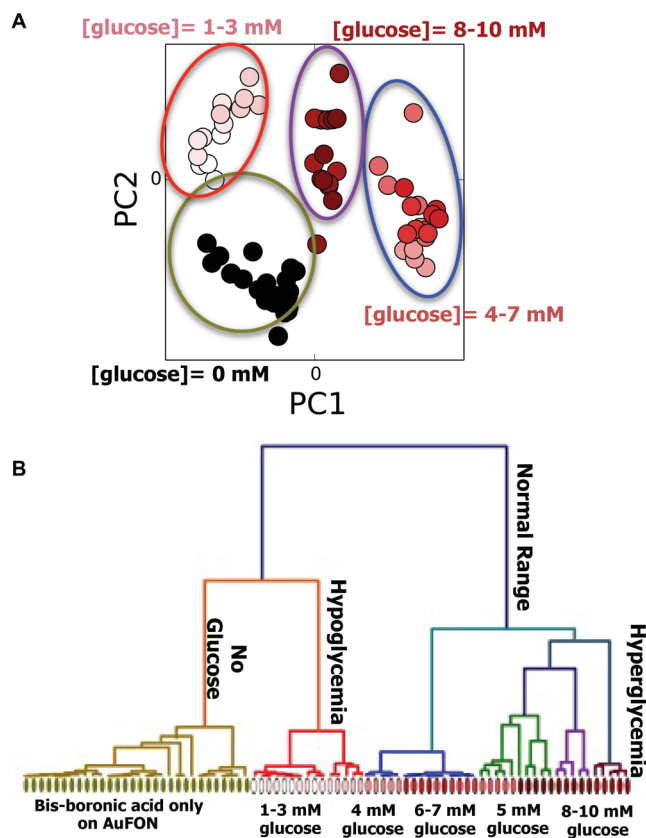 A
[glucose]= 1-3 mM
[glucose]= 8-10 mM
PC2
0
[glucose]= 4-7 mM
[glucose]= 0 mM
0
PC1
B
Normal Range
No
Glucose
Hypoglycemia
Hyperglycemia
Bis-boronic acid only
on AuFON
1-3 mM
glucose
4 mM
glucose
6-7 mM
glucose
5 mM
glucose
8-10 mM
glucose